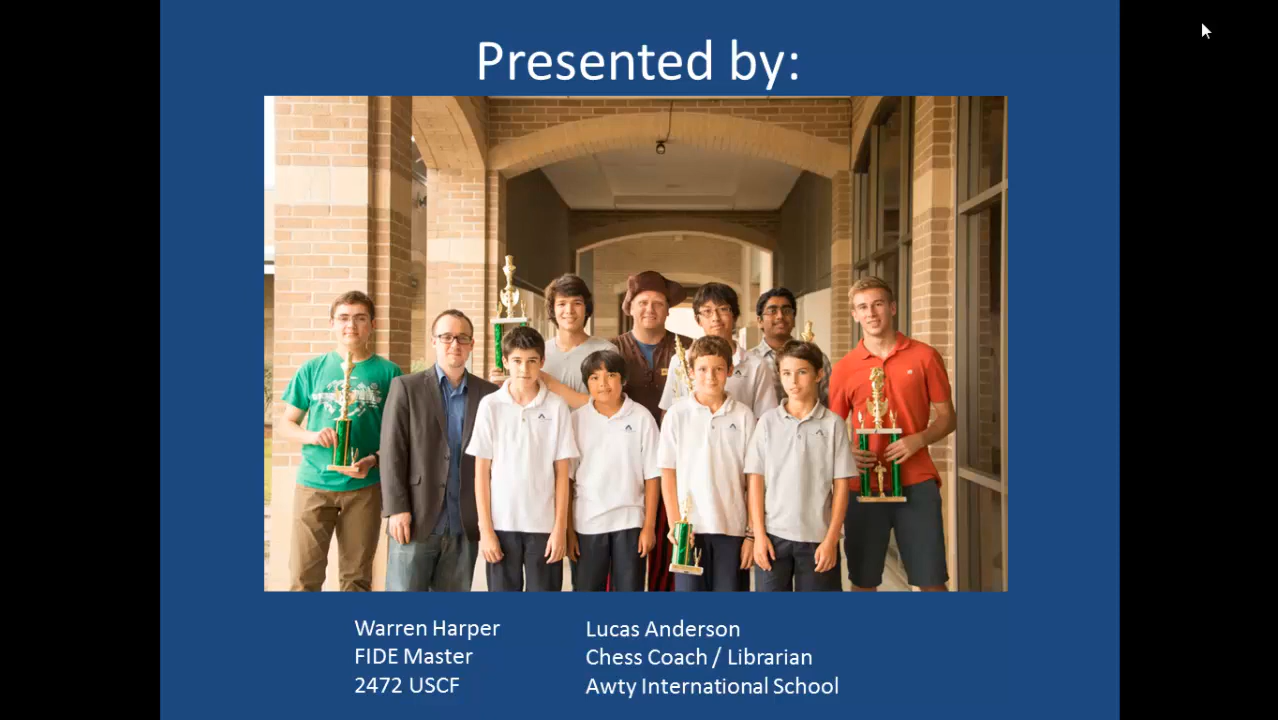 Presented by:
Warren Harper
FIDE Master
2472 USCF
Lucas Anderson
Chess Coach / Librarian
Awty International School